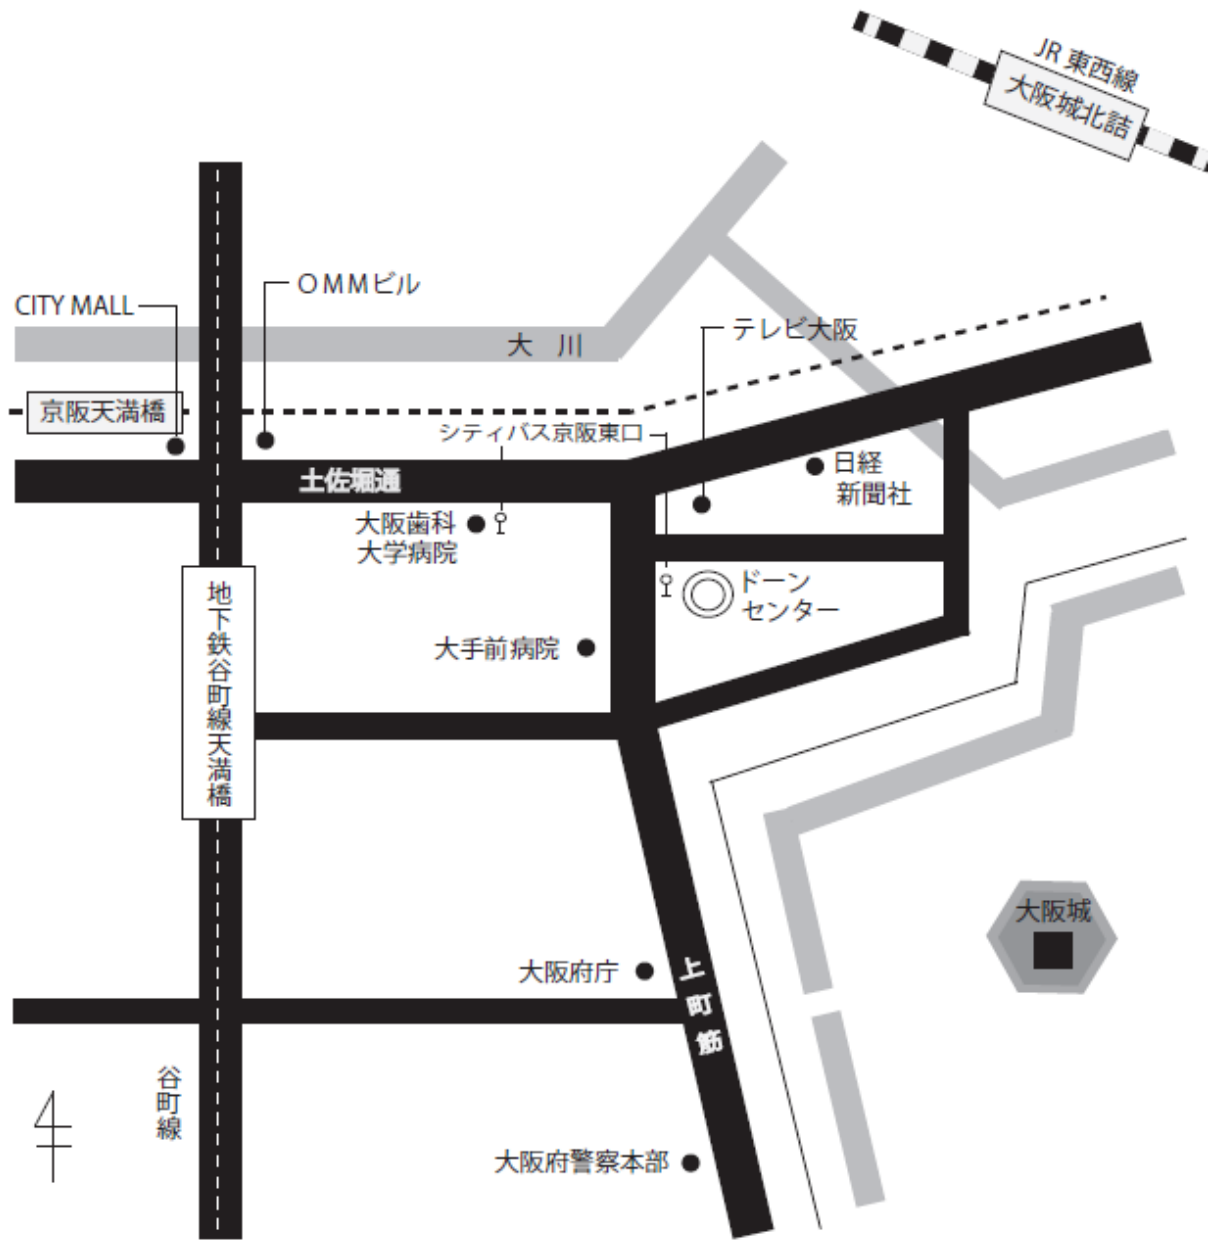 JR 東西線
大阪城北詰
OMMビル
CITY MALL
テレビ大阪
大 川
京阪天満橋
シティバス京阪東口
土佐堀通
日経
新聞社
大阪歯科
大学病院
地下鉄谷町線天満橋
ドーン
センター
大手前病院
大阪城
大阪府庁
上町筋
谷町線
大阪府警察本部